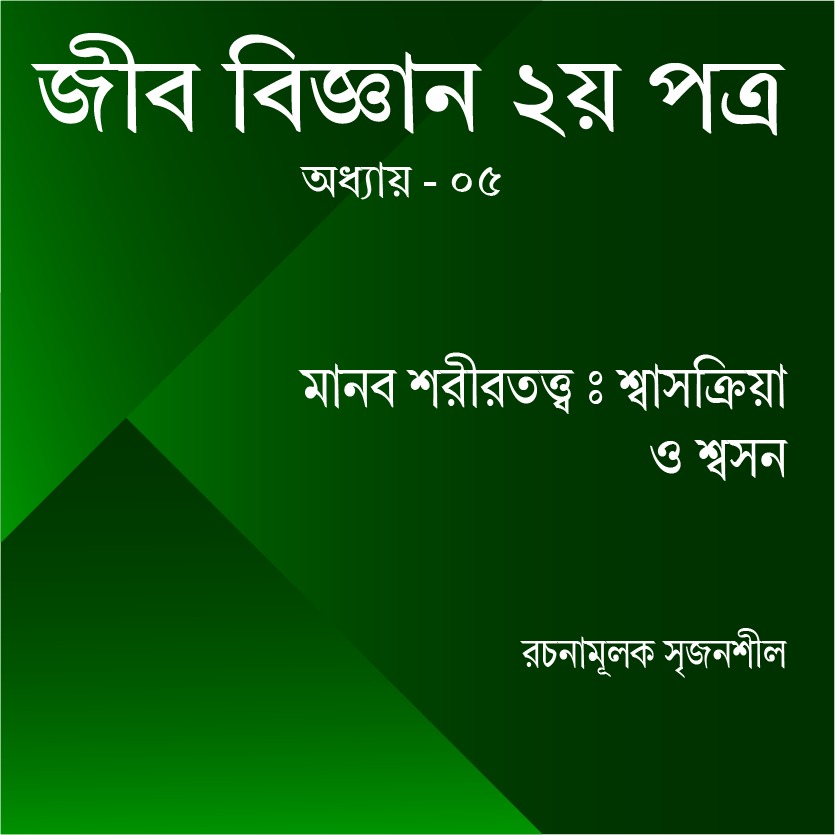 জীব বিজ্ঞান ২য় পত্র
অধ্যায় - ০৫
মানব শরীরতত্ত্ব ঃ শ্বাসক্রিয়া
ও শ্বসন
রচনামূলক সৃজনশীল